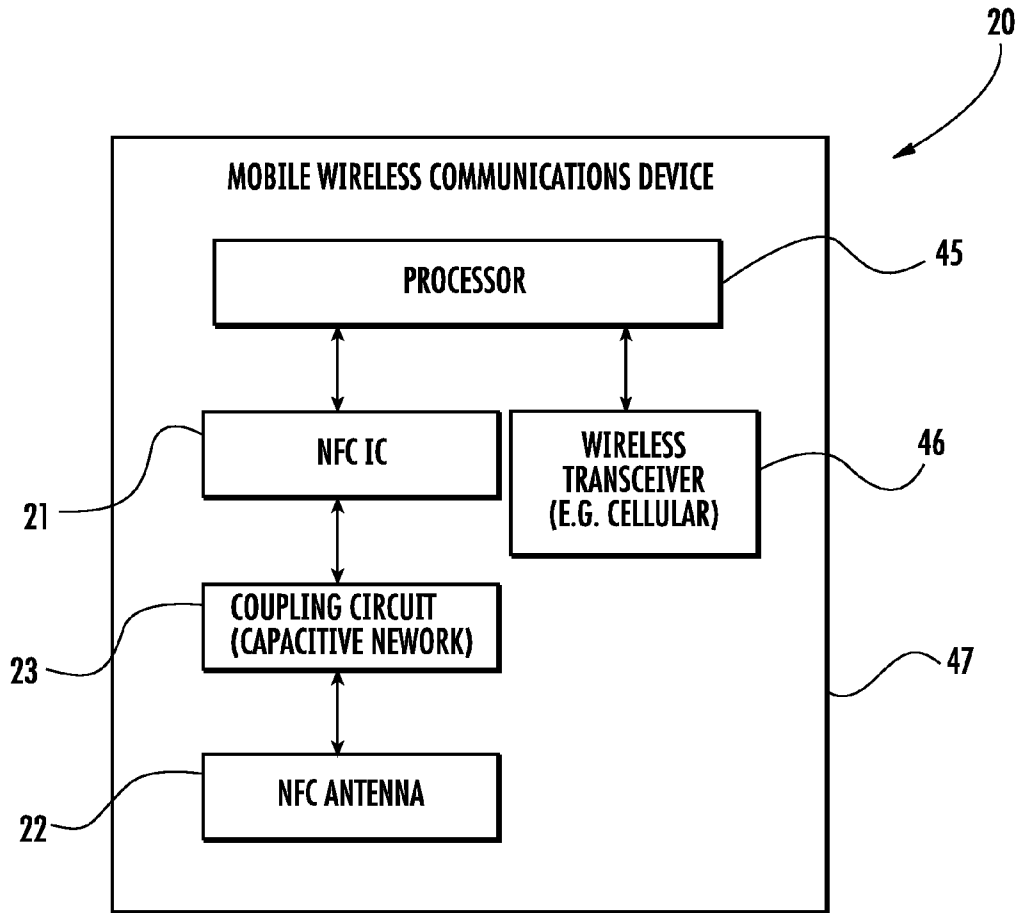 20
MOBILE WIRELESS COMMUNICATIONS DEVICE
PROCESSOR
45
NFC IC
21
WIRELESS
TRANSCEIVER
(E.G. CELLULAR)
46
COUPLING CIRCUIT
(CAPACITIVE NEWORK)
23
47
NFC ANTENNA
22